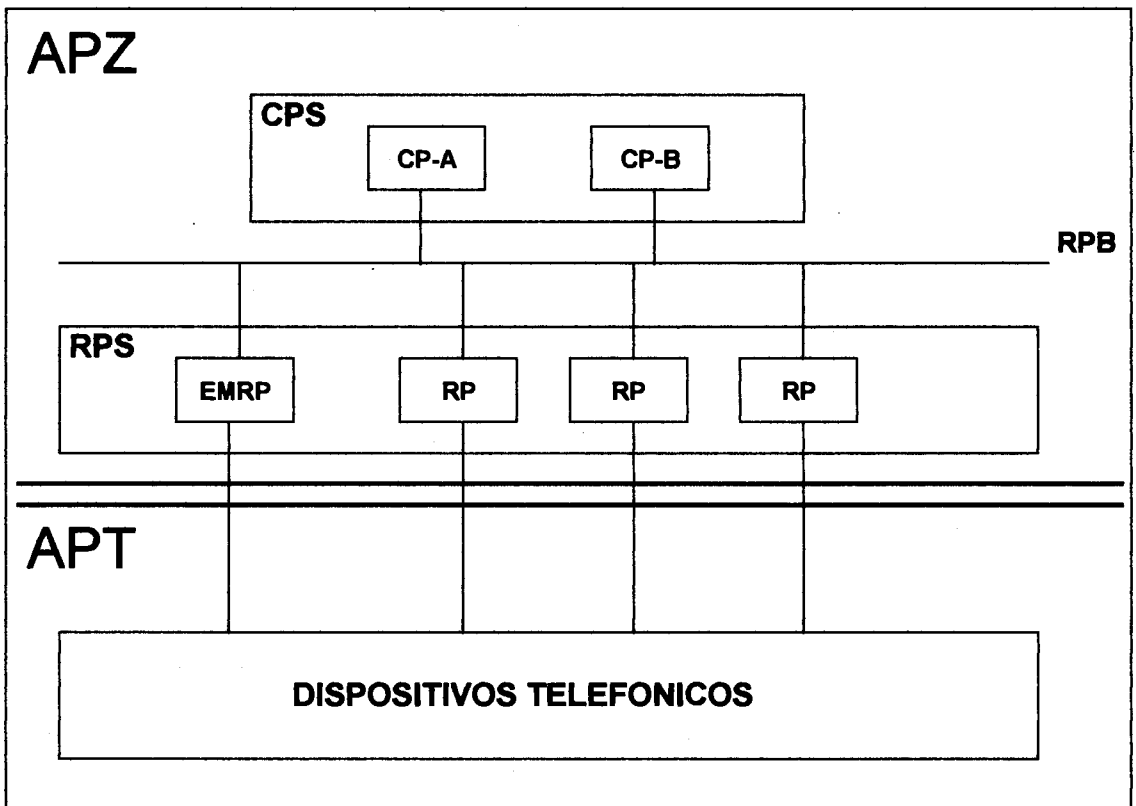 APZ
CPS
CP-A CP-B
RPB
RPS
EMRP RP RP RP
APT
DISPOSITIVOS TELEFONICOS